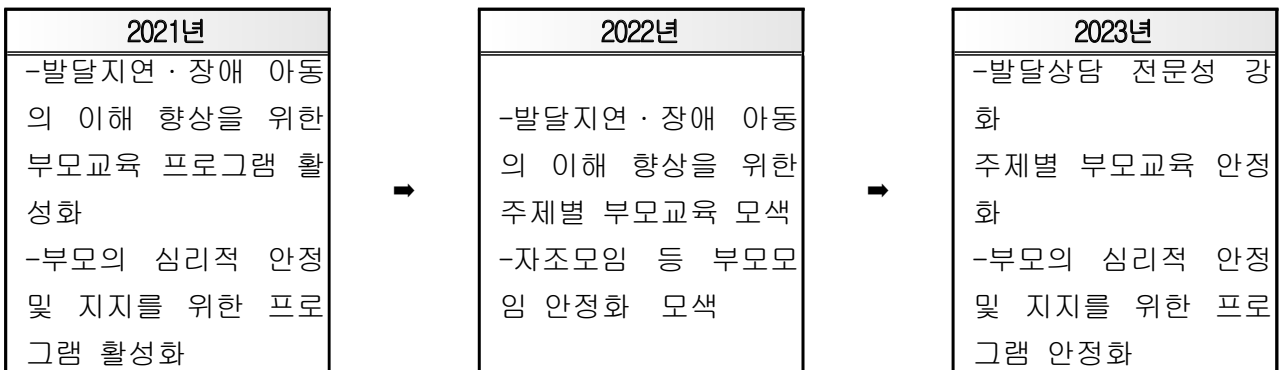 2021년
-발달지연·장애 아동
의 이해 향상을 위한
부모교육 프로그램 활
성화
-부모의 심리적 안정
및 지지를 위한 프로
그램 활성화
➡
2022년
-발달지연·장애 아동
의 이해 향상을 위한
주제별 부모교육 모색
-자조모임 등 부모모
임 안정화 모색
➡
2023년
-발달상담 전문성 강
화
주제별 부모교육 안정
화
-부모의 심리적 안정
및 지지를 위한 프로
그램 안정화